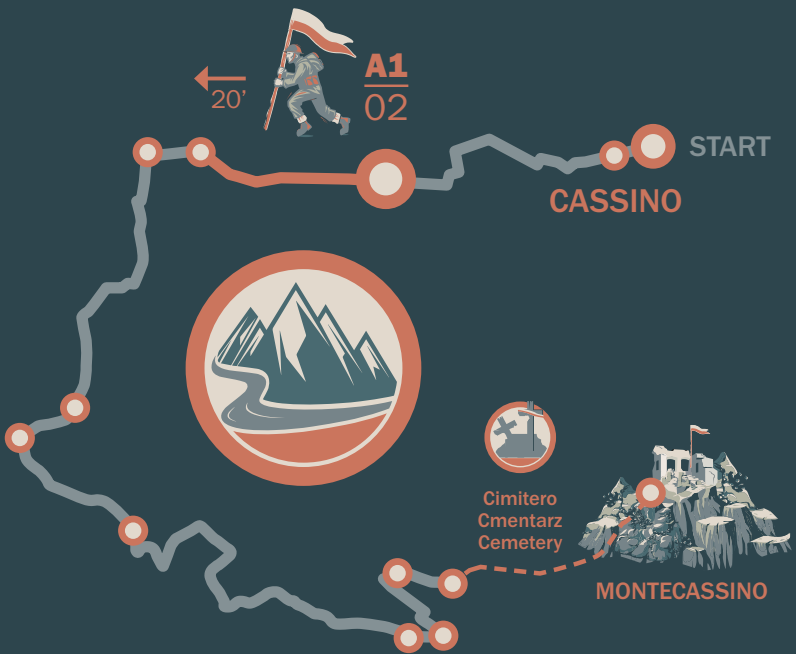 A1
02
20’
START
CASSINO
Cimitero
Cmentarz
Cemetery
MONTECASSINO